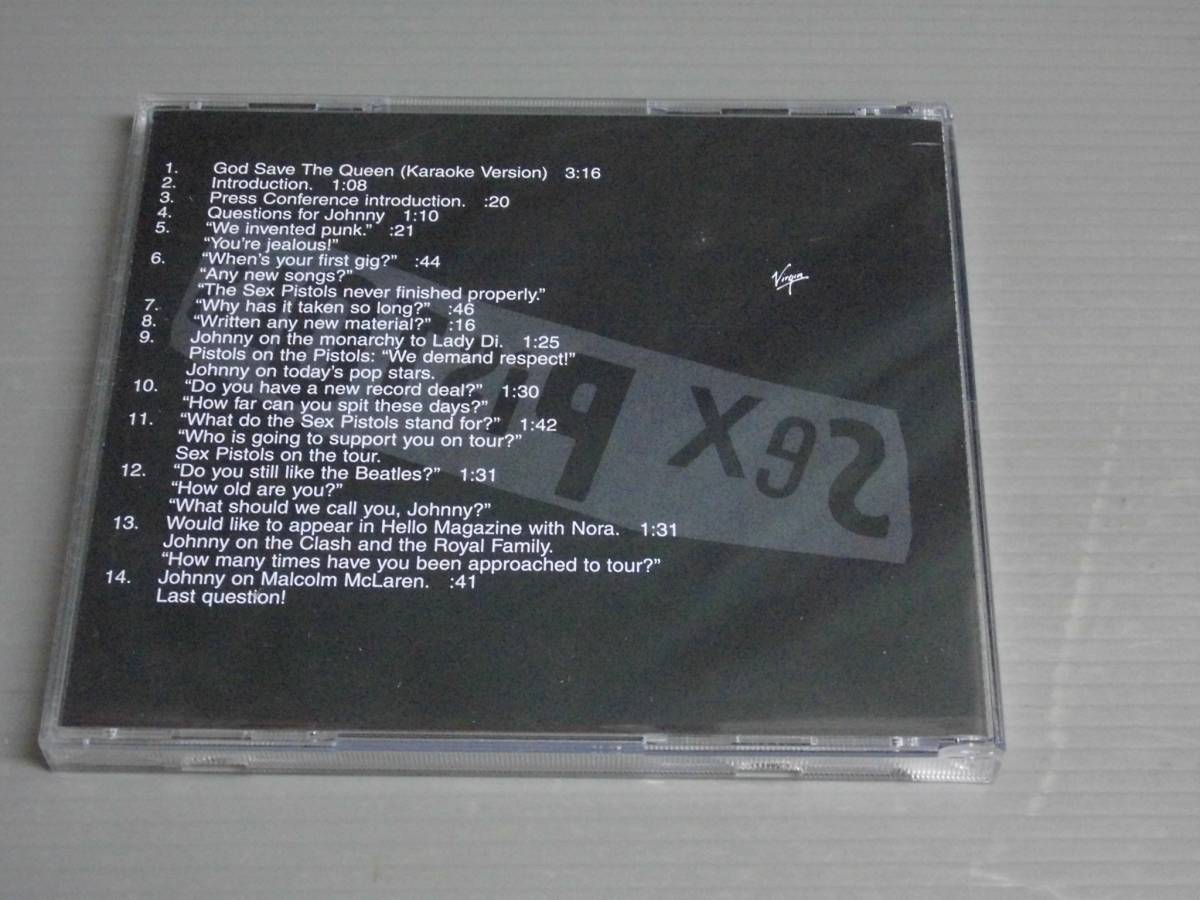 1. God Save The Queen (Karaoke Version) 3:16
2. Introduction. 1:08
3. Press Conference introduction. :20
4. Questions for Johnny 1:10
5. “We invented punk.” :21
“You’re jealous!”
6. “When’s your first gig?” :44
“Any new songs?”
“The Sex Pistols never finished properly.”
7. “Why has it taken so long?” :46
8. “Written any new material?” :16
9. Johnny on the monarchy to Lady Di. 1:25
Pistols on the Pistols: “We demand respect!”
Johnny on today’s pop stars.
10. “Do you have a new record deal?” 1:30
“How far can you spit these days?”
11. “What do the Sex Pistols stand for?” 1:42
“Who is going to support you on tour?”
Sex Pistols on the tour.
12. “Do you still like the Beatles?” 1:31
“How old are you?”
“What should we call you, Johnny?”
13. Would like to appear in Hello Magazine with Nora. 1:31
Johnny on the Clash and the Royal Family.
“How many times have you been approached to tour?”
14. Johnny on Malcolm McLaren. :41
Last question!
Virgin
Sex Pis